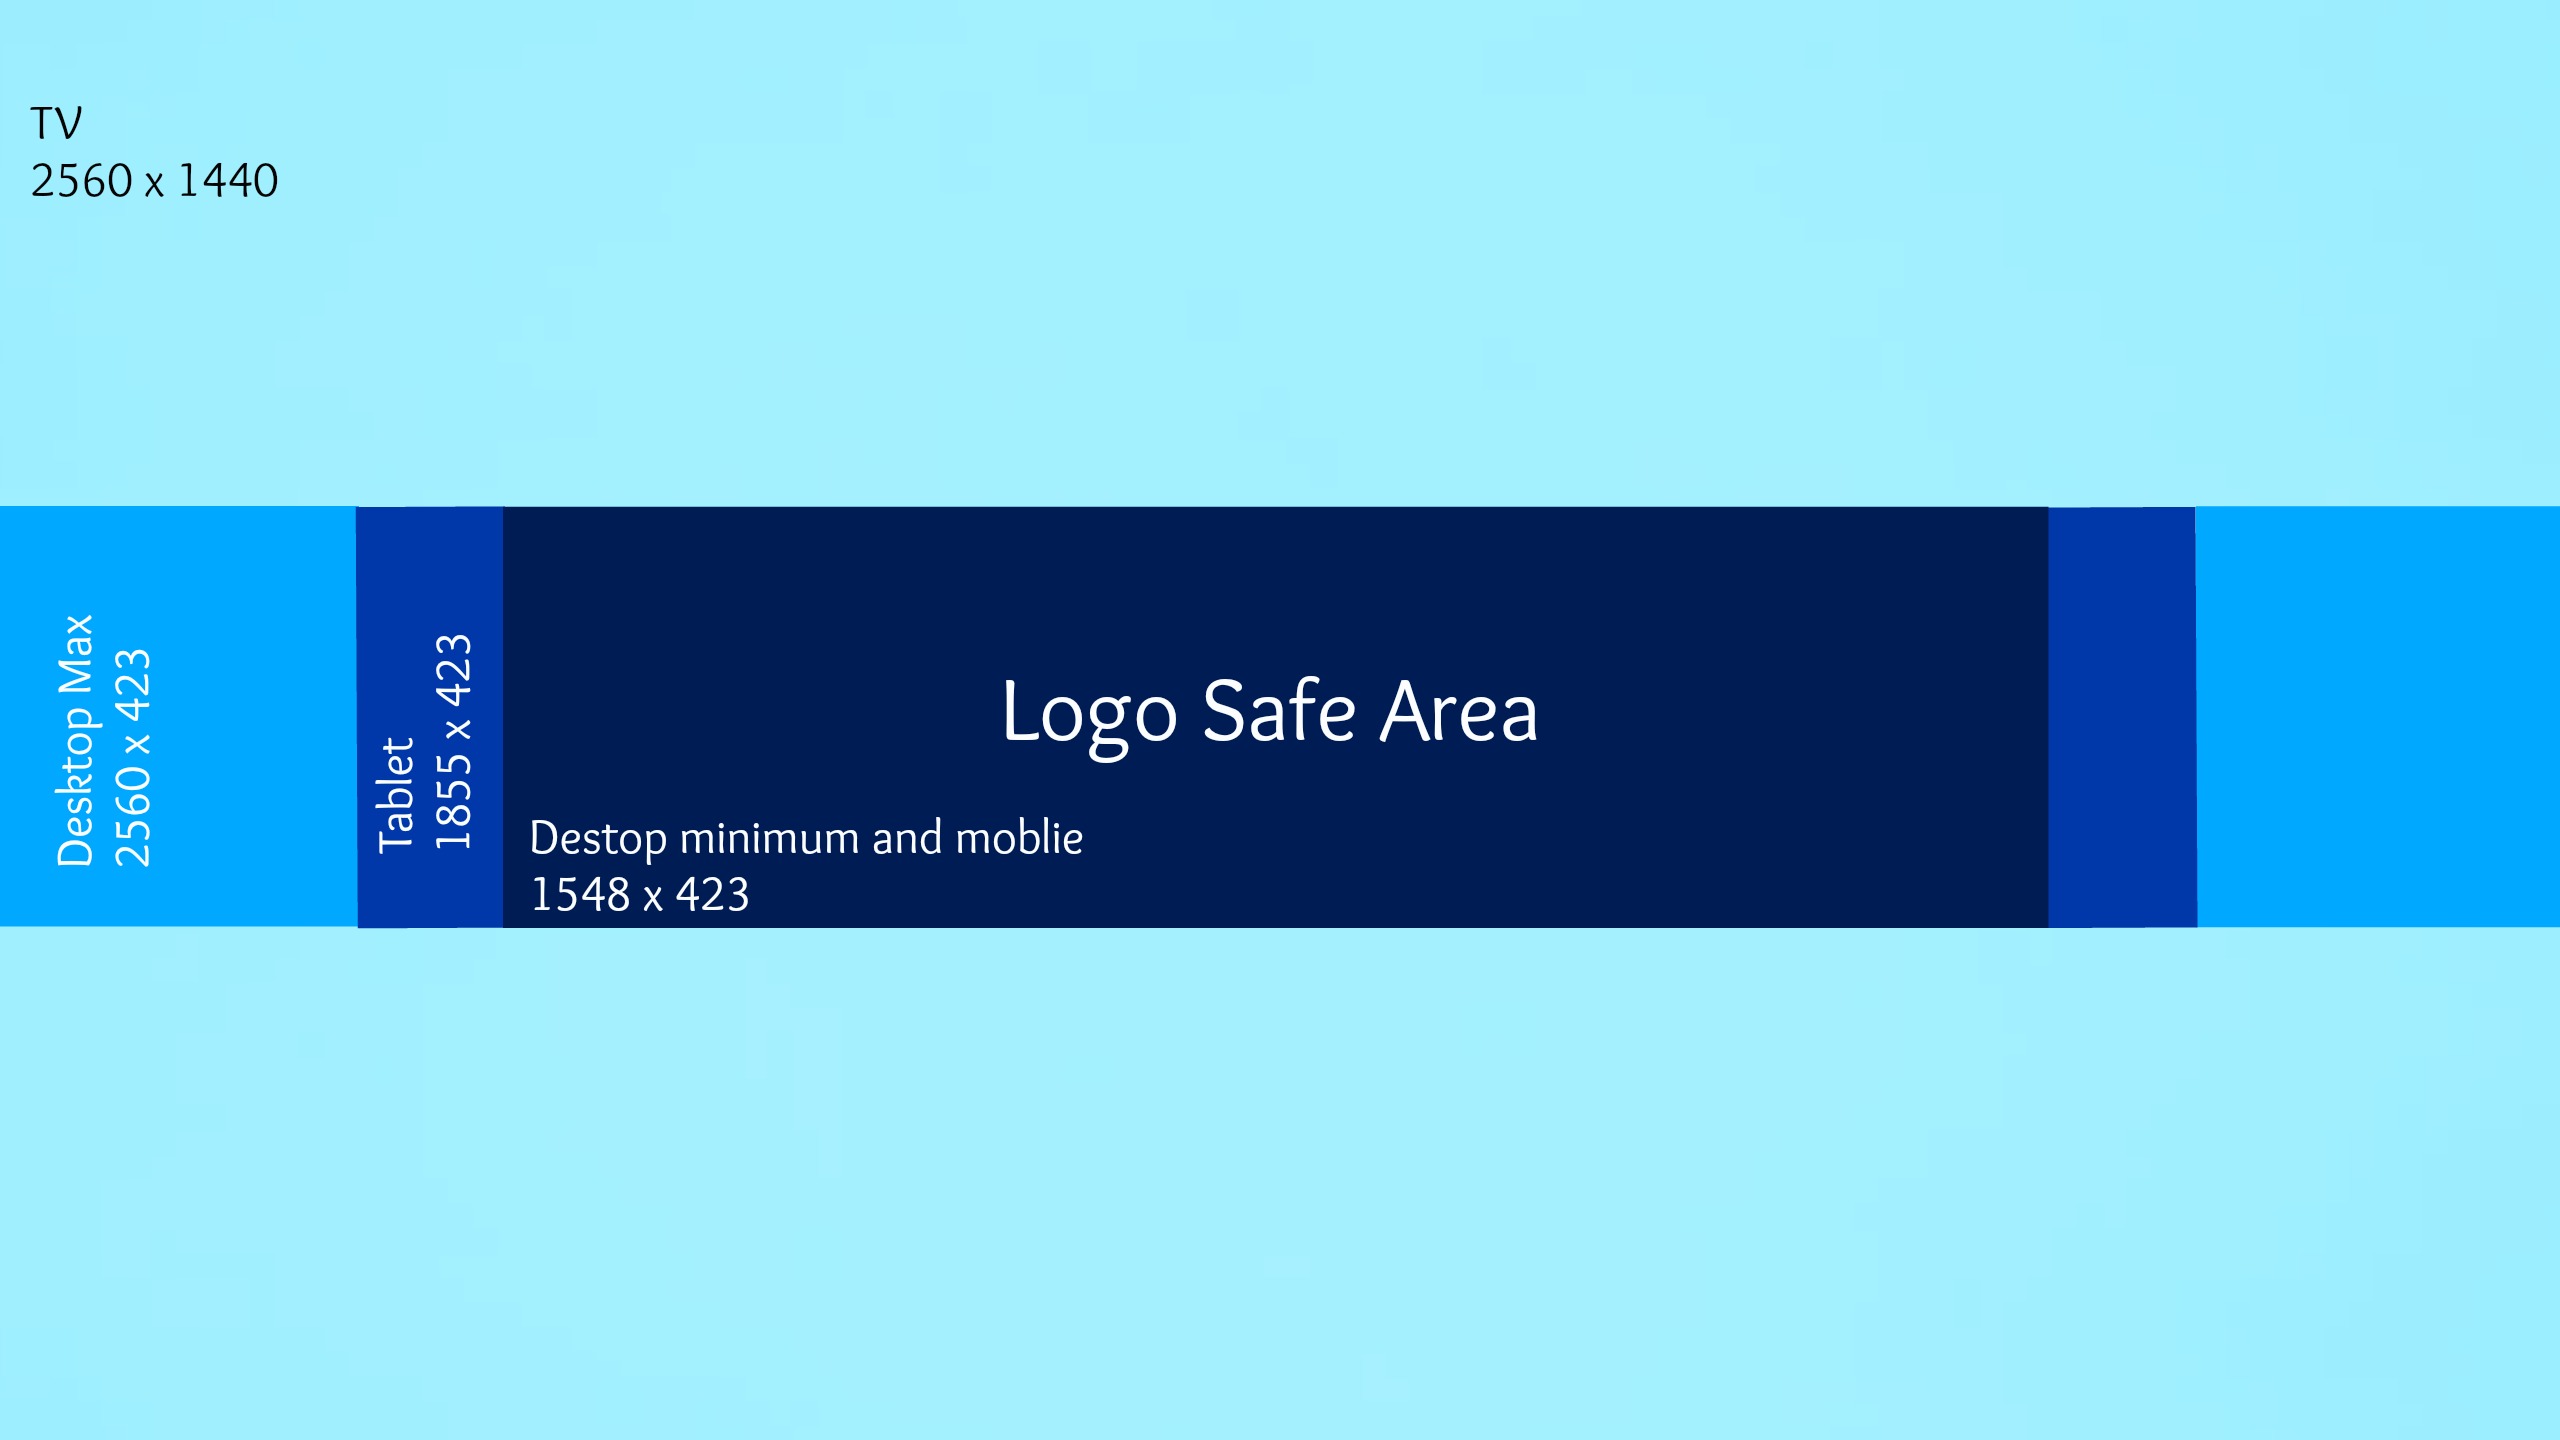 TV
2560 x 1440
Desktop Max
2560 x 423
Tablet
1855 x 423
Logo Safe Area
Destop minimum and moblie
1548 x 423